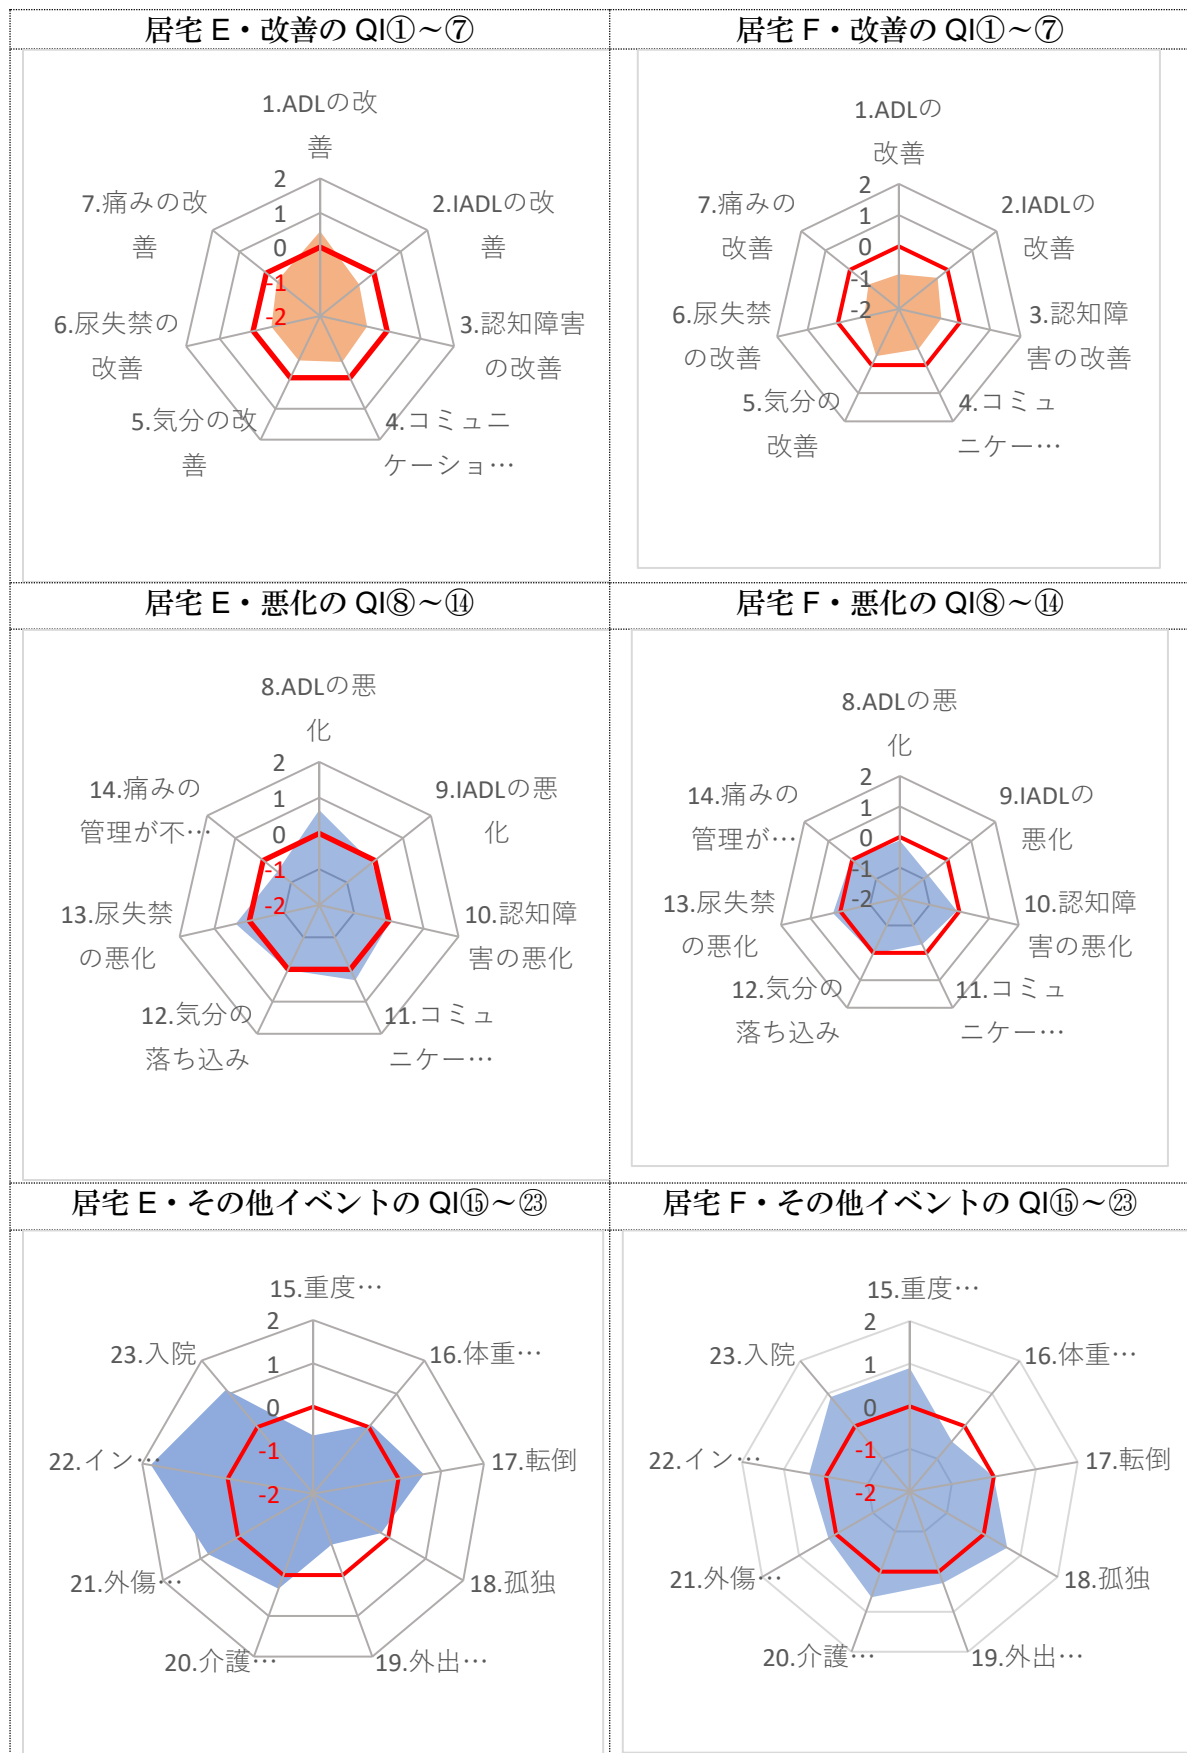 居宅 E・改善の QI①～⑦
居宅 F・改善の QI①～⑦
1.ADLの改
善
2
1
0
-1
-2
2.IADLの改
善
3.認知障害
の改善
4.コミュニ
ケーショ…
5.気分の改
善
6.尿失禁の
改善
7.痛みの改
善
1.ADLの
改善
2
1
0
-1
-2
2.IADLの
改善
3.認知障
害の改善
4.コミュ
ニケー…
5.気分の
改善
6.尿失禁
の改善
7.痛みの
改善
居宅 E・悪化の QI⑧～⑭
居宅 F・悪化の QI⑧～⑭
8.ADLの悪
化
2
1
0
-1
-2
9.IADLの悪
化
10.認知障
害の悪化
11.コミュ
ニケー…
12.気分の
落ち込み
13.尿失禁
の悪化
14.痛みの
管理が不…
8.ADLの悪
化
2
1
0
-1
-2
9.IADLの
悪化
10.認知障
害の悪化
11.コミュ
ニケー…
12.気分の
落ち込み
13.尿失禁
の悪化
14.痛みの
管理が…
居宅 E・その他イベントの QI⑮～㉓
居宅 F・その他イベントの QI⑮～㉓
15.重度…
2
1
0
-1
-2
16.体重…
17.転倒
18.孤独
19.外出…
20.介護…
21.外傷…
22.イン…
23.入院
15.重度…
2
1
0
-1
-2
16.体重…
17.転倒
18.孤独
19.外出…
20.介護…
21.外傷…
22.イン…
23.入院